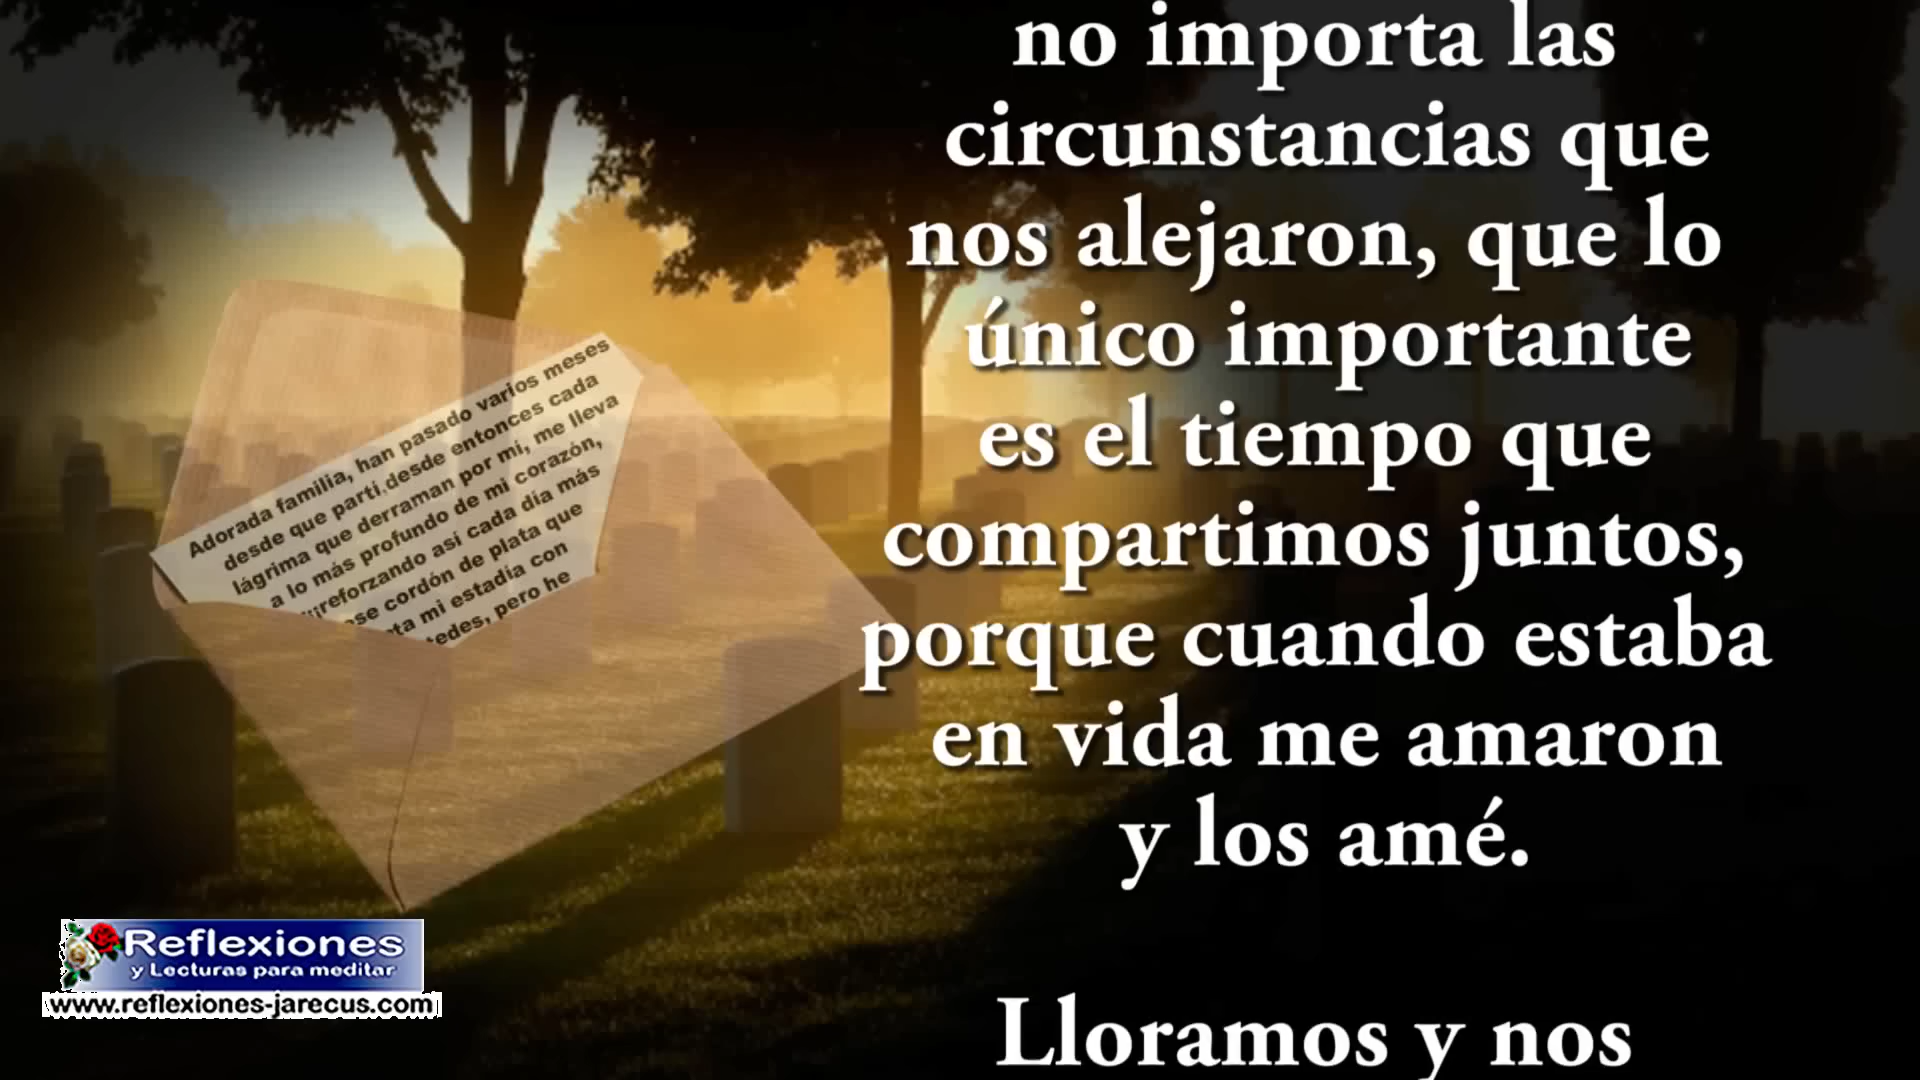 no importa las
circunstancias que
nos alejaron, que lo
único importante
es el tiempo que
compartimos juntos,
porque cuando estaba
en vida me amaron
y los amé.
Lloramos y nos
Adorada familia, han pasado varios meses
desde que partí,desde entonces cada
lágrima que derraman por mi, me lleva
a lo más profundo de mi corazón,
reforzando así cada día más
cordón de plata que
mi estadía con
pero he
Reflexiones
y Lecturas para meditar
www.reflexiones-jarecus.com